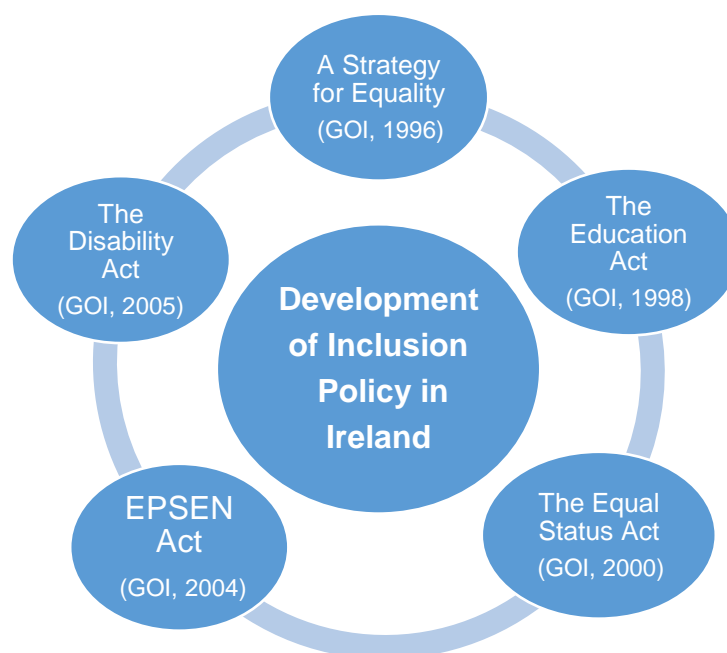 A Strategy
for Equality
(GOI, 1996)
The
Education
Act
(GOI, 1998)
The Equal
Status Act
(GOI, 2000)
EPSEN
Act
(GOI, 2004)
The
Disability
Act
(GOI, 2005)
Development
of Inclusion
Policy in
Ireland